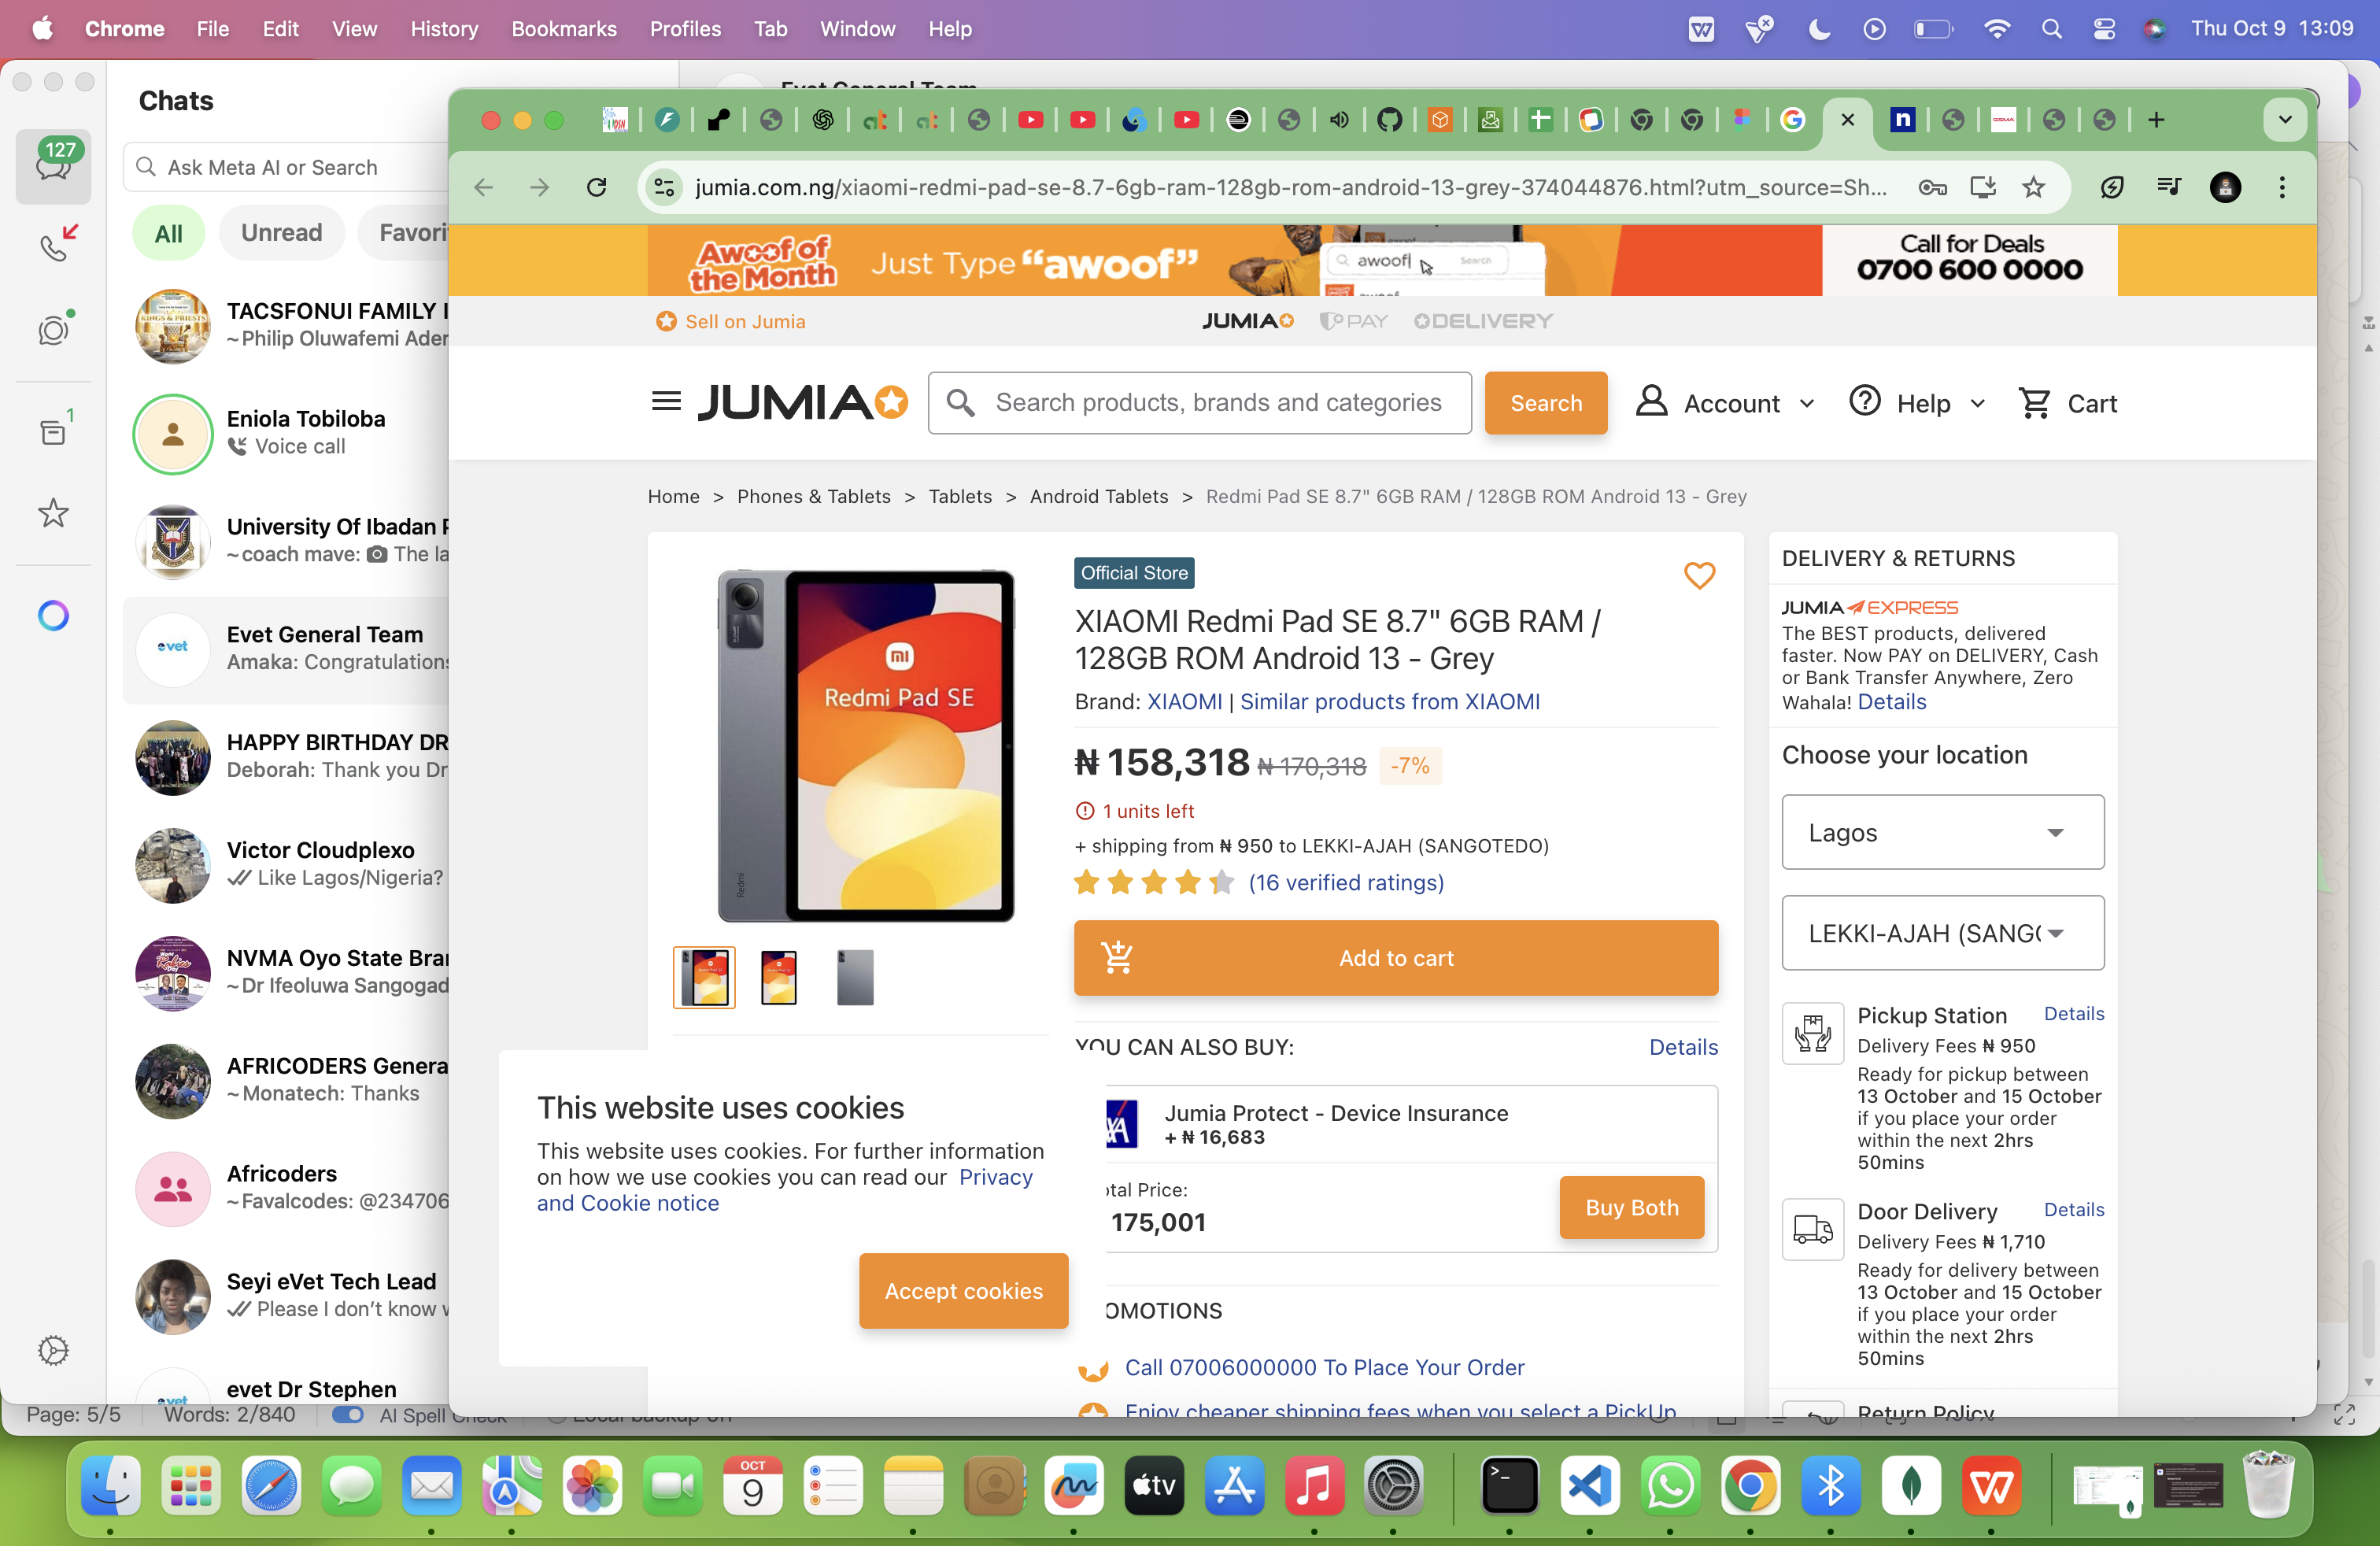 Chrome File Edit View History Bookmarks Profiles Tab Window Help
Thu Oct 9 13:09
Chats
127
Ask Meta AI or Search
All Unread
1
TACSFONUI FAMILY
~Philip Oluwafemi
Eniola Tobiloba
Voice call
University Of Ibadan
~coach mave: The
Evet General Team
Amaka: Congratulations
HAPPY BIRTHDAY DR
Deborah: Thank you Dr
Victor Cloudplexo
Like Lagos/Nigeria?
NVMA Oyo State
~Dr Ifeoluwa
AFRICODERS
~Monatech: Thanks
Africoders
~Favalcodes: @234706
Seyi eVet Tech Lead
Please I don't know
evet Dr Stephen
Page: 5/5 Words: 2/840 AI Spell Check
jumia.com.ng/xiaomi-redmi-pad-se-8.7-6gb-ram-128gb-rom-android-13-grey-374044876.html?utm_source=Sh...
Awoof of
the Month
Just Type "awoof"
awoof
Search
Call for Deals
0700 600 0000
Sell on Jumia
JUMIA PAY DELIVERY
JUMIA
Search products, brands and categories
Search
Account Help Cart
Home > Phones & Tablets > Tablets > Android Tablets > Redmi Pad SE 8.7" 6GB RAM / 128GB ROM Android 13 - Grey
Redmi Pad SE
Redmi
Official Store
XIAOMI Redmi Pad SE 8.7" 6GB RAM /
128GB ROM Android 13 - Grey
Brand: XIAOMI | Similar products from XIAOMI
₦ 158,318 ₦ 170,318 -7%
1 units left
+ shipping from ₦ 950 to LEKKI-AJAH (SANGOTEDO)
(16 verified ratings)
Add to cart
YOU CAN ALSO BUY:
Details
Jumia Protect - Device Insurance
+ ₦ 16,683
175,001
Buy Both
Call 07006000000 To Place Your Order
Enjoy cheaper shipping fees when you select a PickUp
This website uses cookies
This website uses cookies. For further information
on how we use cookies you can read our Privacy
and Cookie notice
Accept cookies
DELIVERY & RETURNS
JUMIA EXPRESS
The BEST products, delivered
faster. Now PAY on DELIVERY, Cash
or Bank Transfer Anywhere, Zero
Wahala! Details
Choose your location
Lagos
LEKKI-AJAH
Pickup Station Details
Delivery Fees ₦ 950
Ready for pickup between
13 October and 15 October
if you place your order
within the next 2hrs
50mins
Door Delivery Details
Delivery Fees ₦ 1,710
Ready for delivery between
13 October and 15 October
if you place your order
within the next 2hrs
50mins
Return Policy
OCT
9
tv